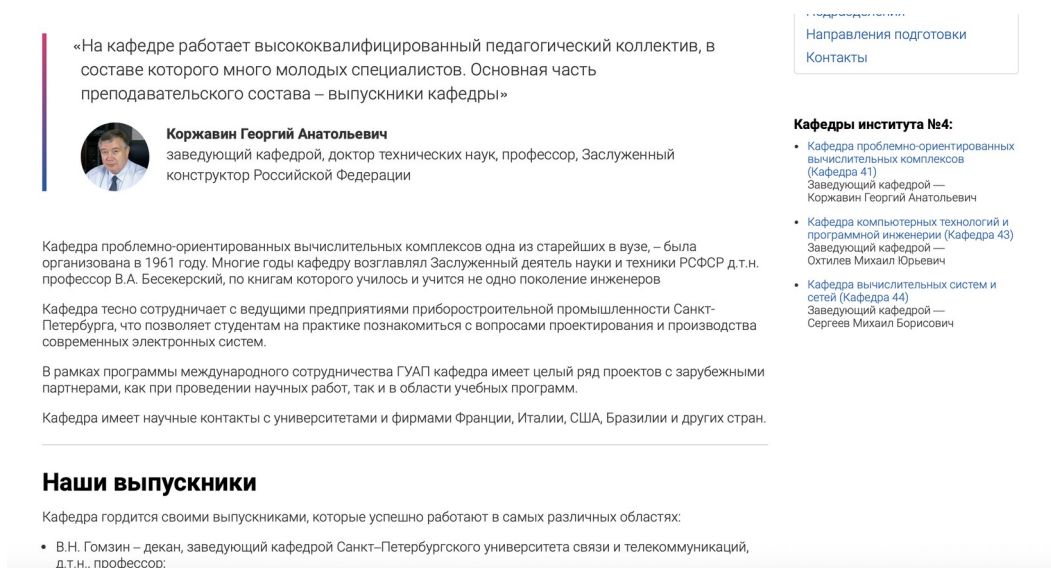 «На кафедре работает высококвалифицированный педагогический коллектив, в
составе которого много молодых специалистов. Основная часть
преподавательского состава – выпускники кафедры»
Коржавин Георгий Анатольевич
заведующий кафедрой, доктор технических наук, профессор, Заслуженный
конструктор Российской Федерации
Кафедра проблемно-ориентированных вычислительных комплексов одна из старейших в вузе, – была
организована в 1961 году. Многие годы кафедру возглавлял Заслуженный деятель науки и техники РСФСР д.т.н.
профессор В.А. Бесекерский, по книгам которого училось и учится не одно поколение инженеров
Кафедра тесно сотрудничает с ведущими предприятиями приборостроительной промышленности Санкт-
Петербурга, что позволяет студентам на практике познакомиться с вопросами проектирования и производства
современных электронных систем.
В рамках программы международного сотрудничества ГУАП кафедра имеет целый ряд проектов с зарубежными
партнерами, как при проведении научных работ, так и в области учебных программ.
Кафедра имеет научные контакты с университетами и фирмами Франции, Италии, США, Бразилии и других стран.
Наши выпускники
Кафедра гордится своими выпускниками, которые успешно работают в самых различных областях:
• В.Н. Гомзин – декан, заведующий кафедрой Санкт–Петербургского университета связи и телекоммуникаций,
д.т.н., профессор;
Подразделения
Направления подготовки
Контакты
Кафедры института №4:
• Кафедра проблемно-ориентированных
вычислительных комплексов
(Кафедра 41)
Заведующий кафедрой —
Коржавин Георгий Анатольевич
• Кафедра компьютерных технологий и
программной инженерии (Кафедра 43)
Заведующий кафедрой —
Охтилев Михаил Юрьевич
• Кафедра вычислительных систем и
сетей (Кафедра 44)
Заведующий кафедрой —
Сергеев Михаил Борисович